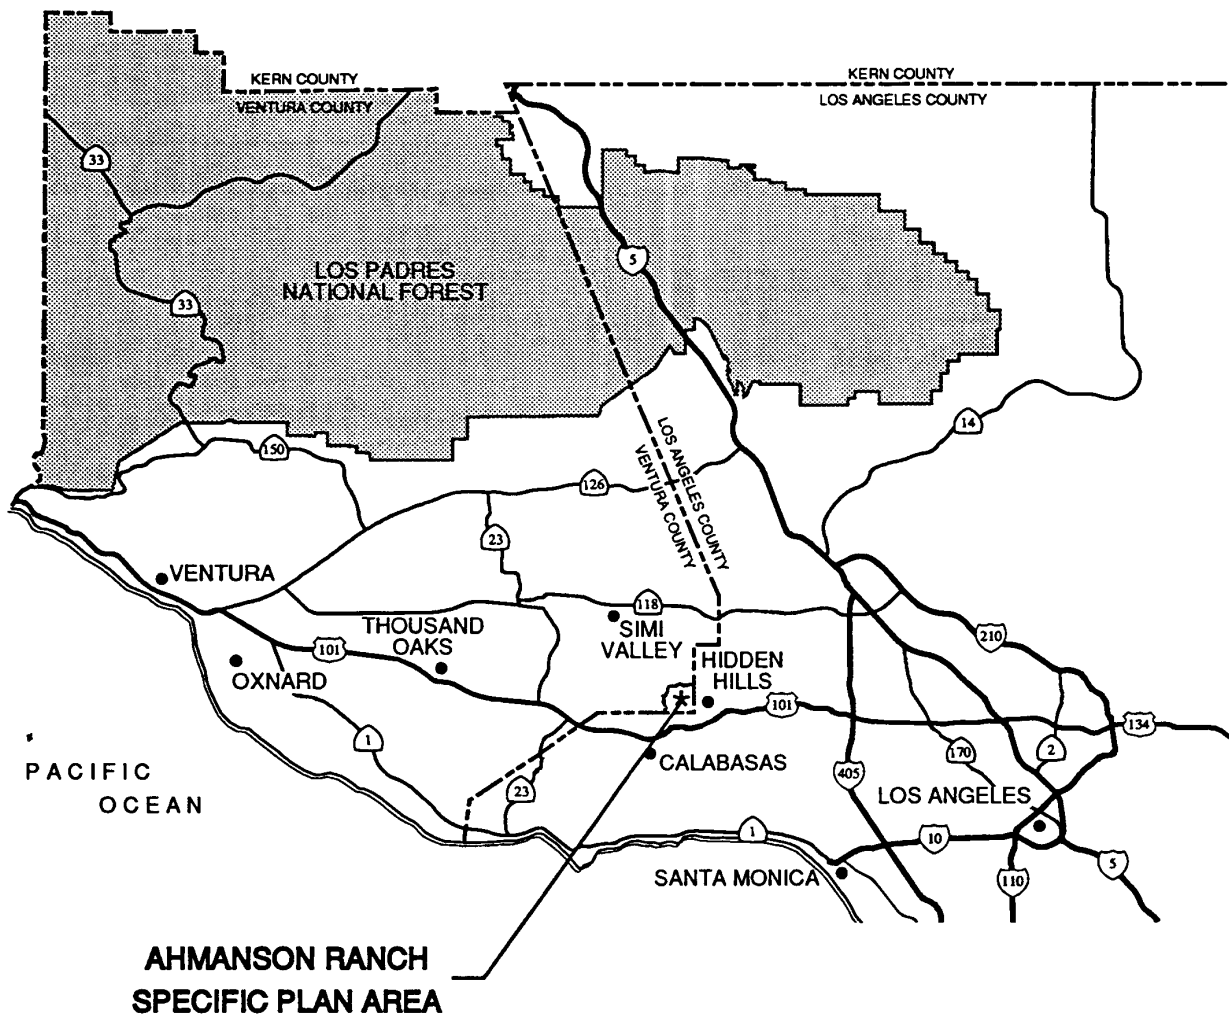 KERN COUNTY
VENTURA COUNTY
KERN COUNTY
LOS ANGELES COUNTY
33
5
LOS PADRES
NATIONAL FOREST
33
14
150
LOS ANGELES COUNTY
VENTURA COUNTY
126
23
VENTURA
118
THOUSAND
OAKS
SIMI
VALLEY
210
101
HIDDEN
HILLS
OXNARD
101
134
1
170
2
PACIFIC
OCEAN
CALABASAS
405
23
LOS ANGELES
1
10
5
SANTA MONICA
110
AHMANSON RANCH
SPECIFIC PLAN AREA